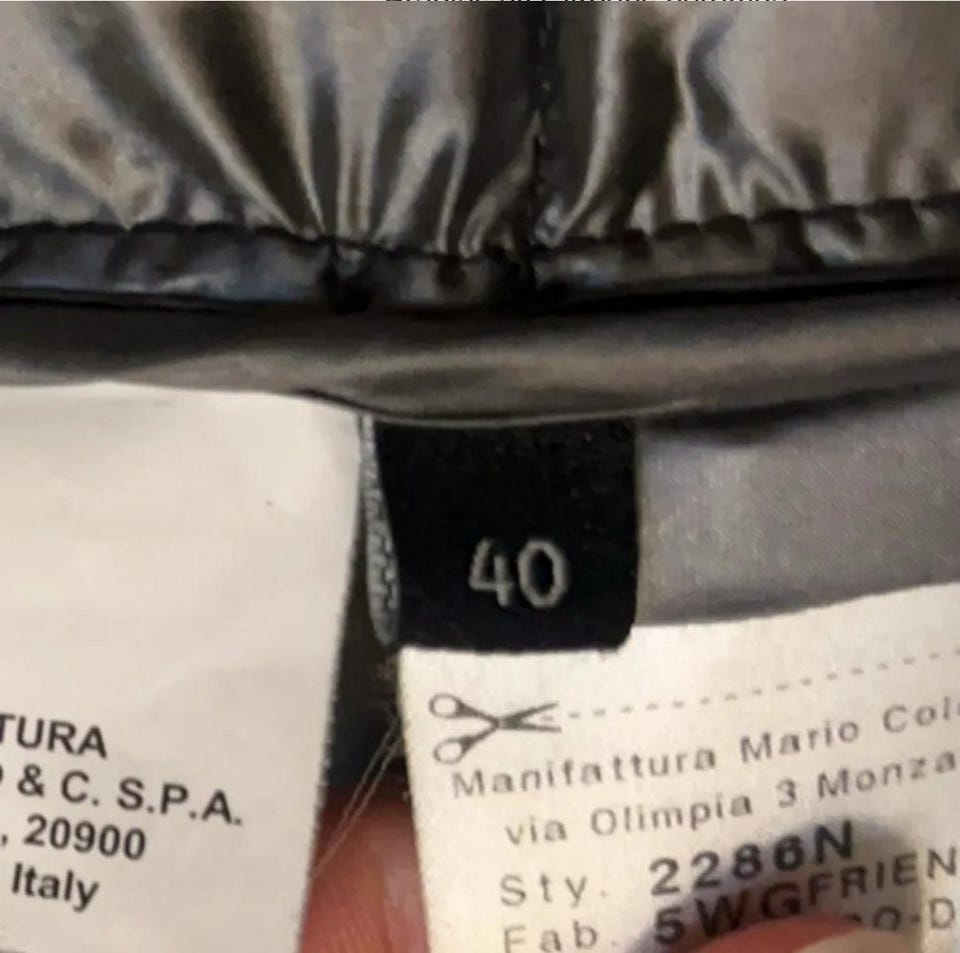 40
TURA
& C. S.P.A.
, 20900
Italy
Manifattura Mario Col
via Olimpia 3 Monza
Sty. 2286N
Fab. 5WGFRIEN
O-D